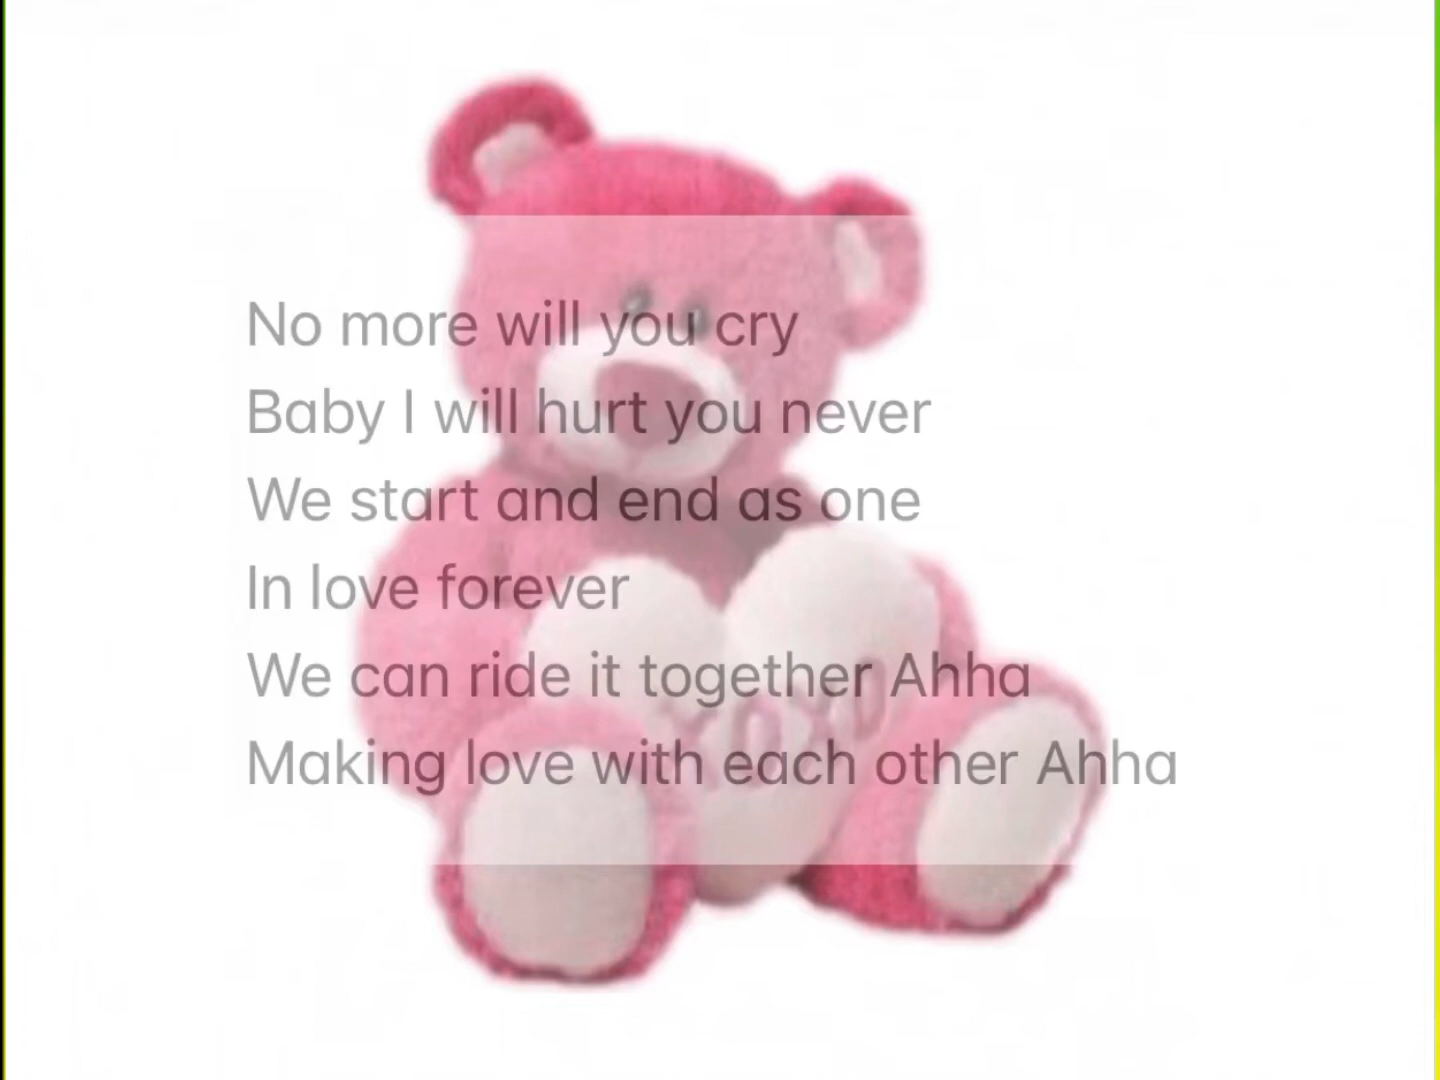 No more will you cry
Baby I will hurt you never
We start and end as one
In love forever
We can ride it together Ahha
Making love with each other Ahha